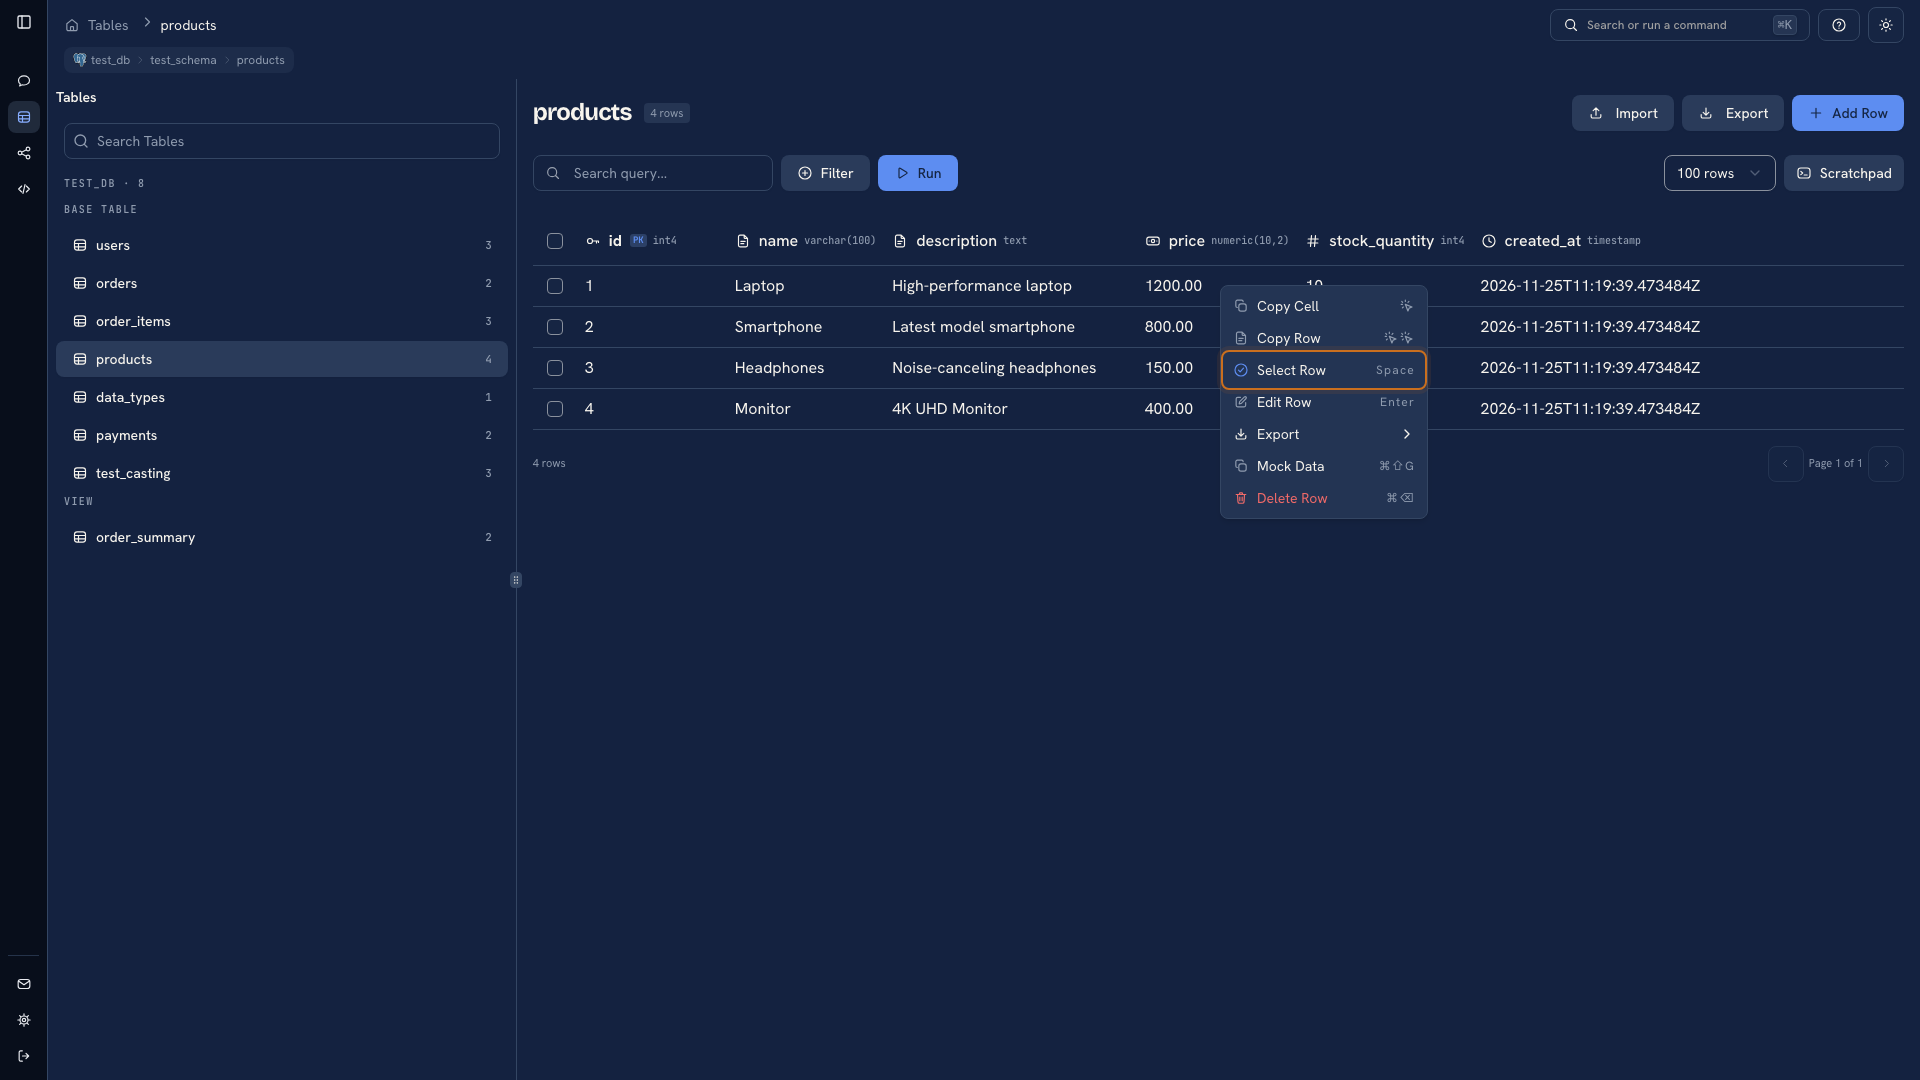 Tables products
Search or run a command ⌘K
test_db test_schema products
Tables
Search Tables
TEST_DB · 8
BASE TABLE
users 3
orders 2
order_items 3
products 4
data_types 1
payments 2
test_casting 3
VIEW
order_summary 2
products 4 rows
Import Export Add Row
Search query... Filter Run
100 rows Scratchpad
id PK int4 name varchar(100) description text price numeric(10,2) stock_quantity int4 created_at timestamp
1 Laptop High-performance laptop 1200.00 2026-11-25T11:19:39.473484Z
2 Smartphone Latest model smartphone 800.00 2026-11-25T11:19:39.473484Z
3 Headphones Noise-canceling headphones 150.00 2026-11-25T11:19:39.473484Z
4 Monitor 4K UHD Monitor 400.00 2026-11-25T11:19:39.473484Z
Copy Cell
Copy Row
Select Row Space
Edit Row Enter
Export
Mock Data ⌘⇧G
Delete Row ⌘⌫
4 rows
Page 1 of 1